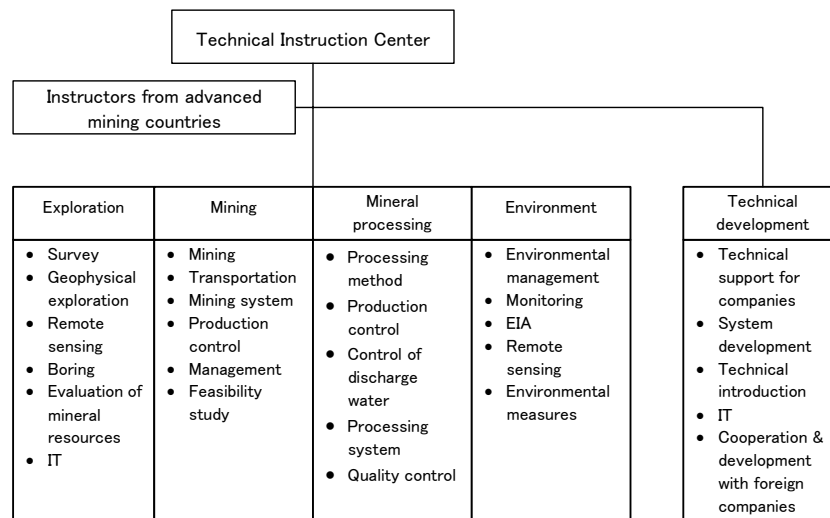 Technical Instruction Center
Instructors from advanced
mining countries
Exploration
• Survey
• Geophysical
exploration
• Remote
sensing
• Boring
• Evaluation of
mineral
resources
• IT
Mining
• Mining
• Transportation
• Mining system
• Production
control
• Management
• Feasibility
study
Mineral
processing
• Processing
method
• Production
control
• Control of
discharge
water
• Processing
system
• Quality control
Environment
• Environmental
management
• Monitoring
• EIA
• Remote
sensing
• Environmental
measures
Technical
development
• Technical
support for
companies
• System
development
• Technical
introduction
• IT
• Cooperation &
development
with foreign
companies